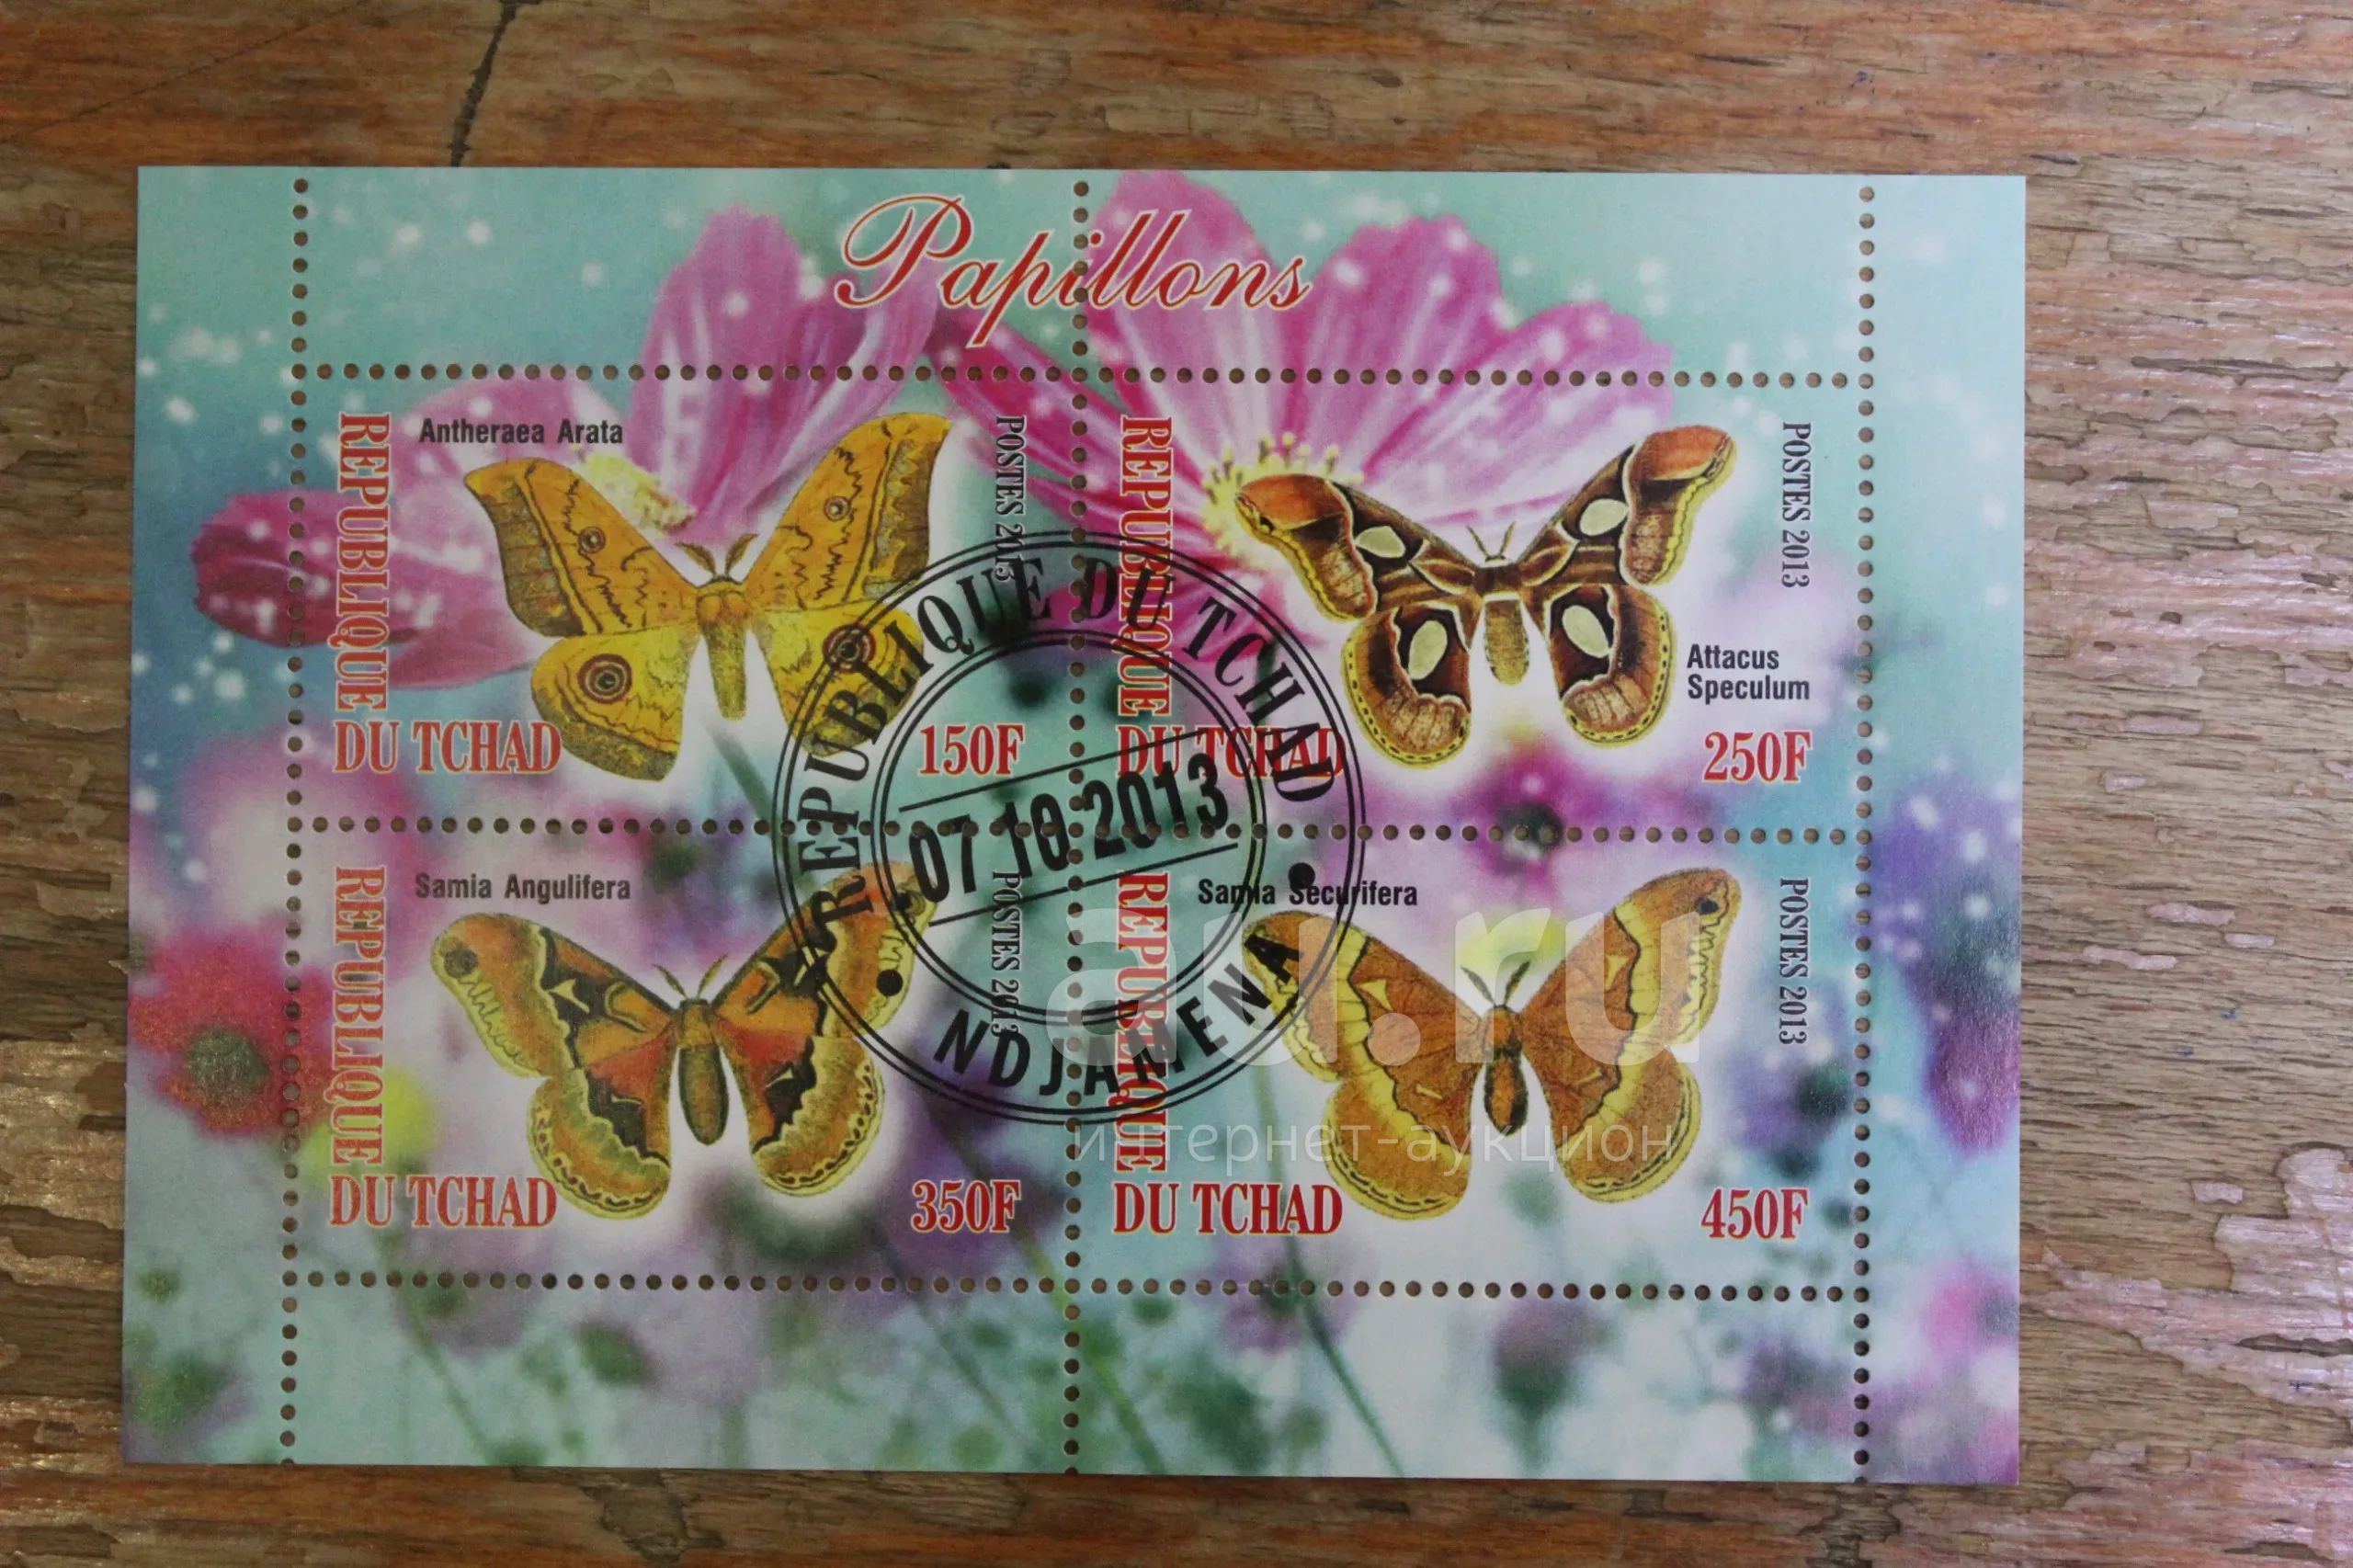 Papillons
REPUBLIQUE
DU TCHAD
Antheraea Arata
POSTES 2013
150F
REPUBLIQUE
DU TCHAD
POSTES 2013
Attacus
Speculum
250F
REPUBLIQUE DU TCHAD
07 10 2013
NDJAMENA
REPUBLIQUE
DU TCHAD
Samia Angulifera
POSTES 2013
350F
REPUBLIQUE
DU TCHAD
Samia Securifera
POSTES 2013
450F
au.ru
интернет-аукцион